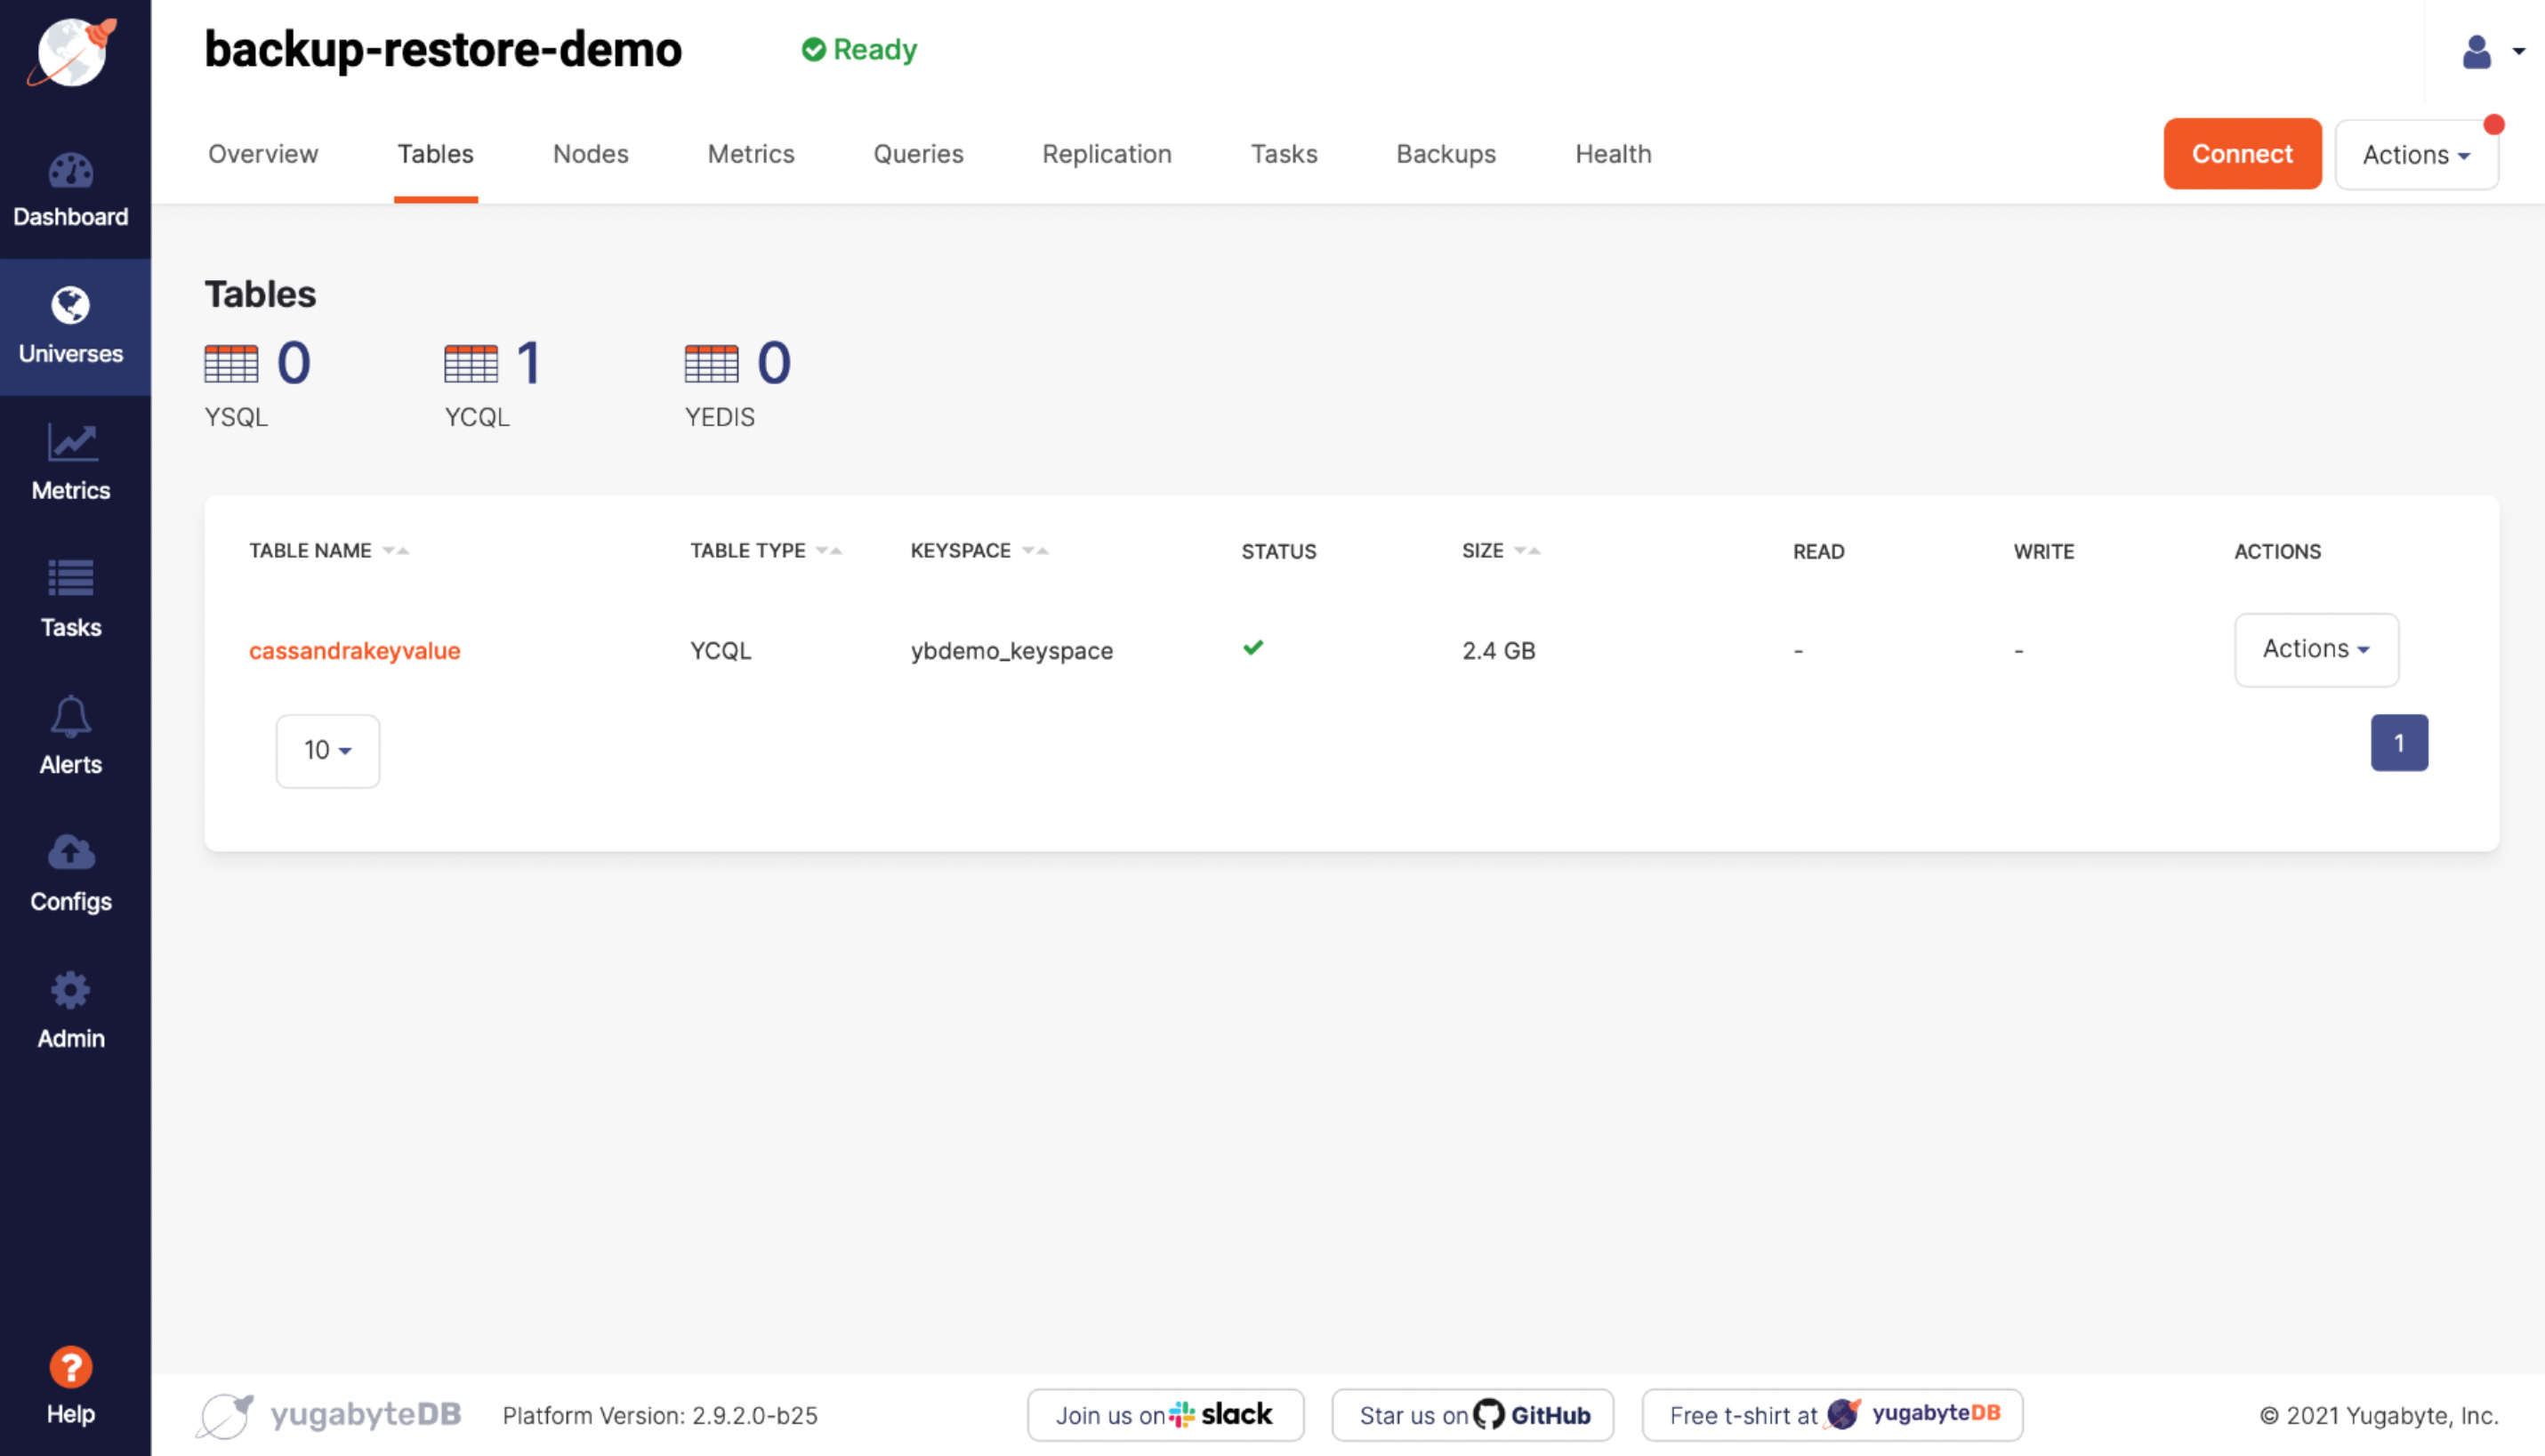 backup-restore-demo
Ready
Overview Tables Nodes Metrics Queries Replication Tasks Backups Health
Connect
Actions
Dashboard
Universes
Metrics
Tasks
Alerts
Configs
Admin
Help
Tables
0 1 0
YSQL YCQL YEDIS
TABLE NAME TABLE TYPE KEYSPACE STATUS SIZE READ WRITE ACTIONS
cassandrakeyvalue YCQL ybdemo_keyspace 2.4 GB - - Actions
10 1
yugabyteDB Platform Version: 2.9.2.0-b25 Join us on slack Star us on GitHub Free t-shirt at yugabyteDB © 2021 Yugabyte, Inc.